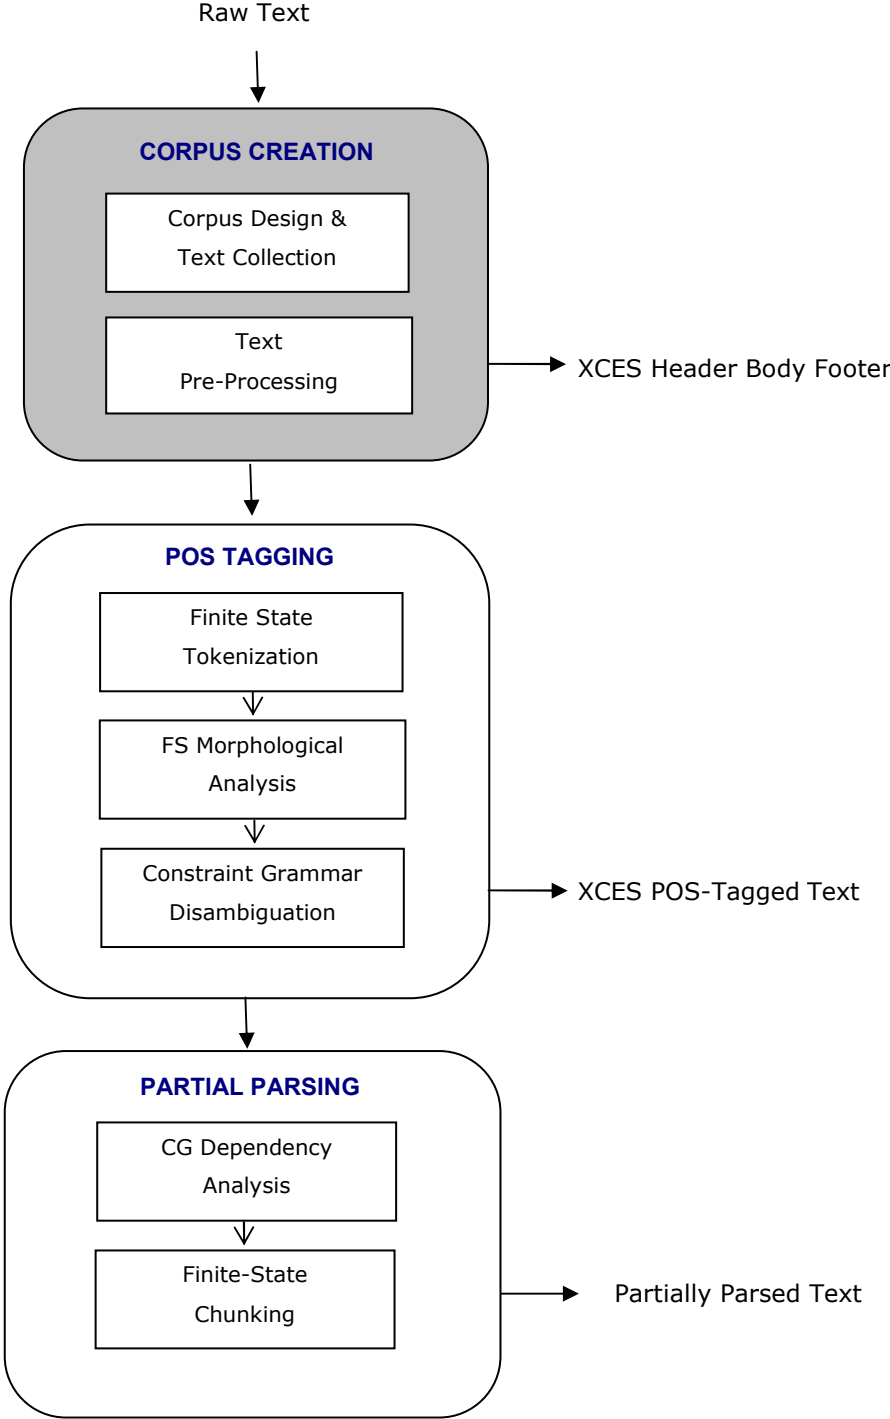 Raw Text
CORPUS CREATION
Corpus Design &
Text Collection
Text
Pre-Processing
XCES Header Body Footer
POS TAGGING
Finite State
Tokenization
FS Morphological
Analysis
Constraint Grammar
Disambiguation
XCES POS-Tagged Text
PARTIAL PARSING
CG Dependency
Analysis
Finite-State
Chunking
Partially Parsed Text